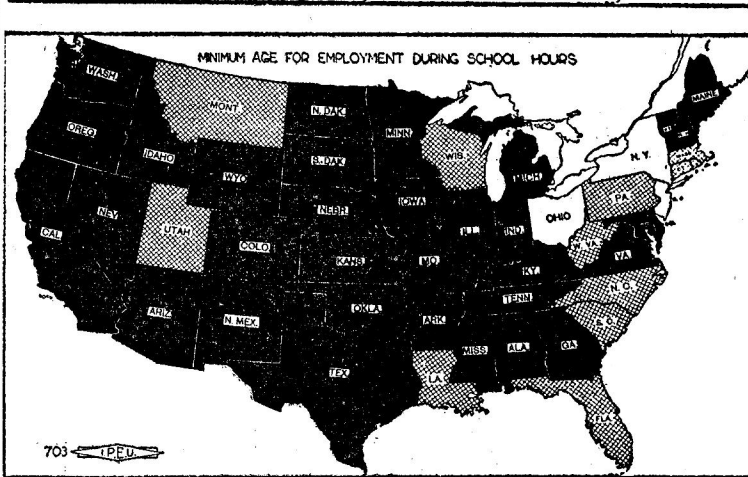 MINIMUM AGE FOR EMPLOYMENT DURING SCHOOL HOURS
WASH.
MONT.
N. DAK.
MINN.
MAINE
OREG.
IDAHO
WYO.
S. DAK.
WIS.
MICH.
N.Y.
NEV.
UTAH
COLO.
NEBR.
IOWA
ILL.
IND.
OHIO
PA.
CAL.
KANS.
MO.
KY.
W. VA.
VA.
ARIZ.
N. MEX.
OKLA.
ARK.
TENN.
N. C.
S. C.
TEX.
LA.
MISS.
ALA.
GA.
FLA.
703 I.P.E.U.